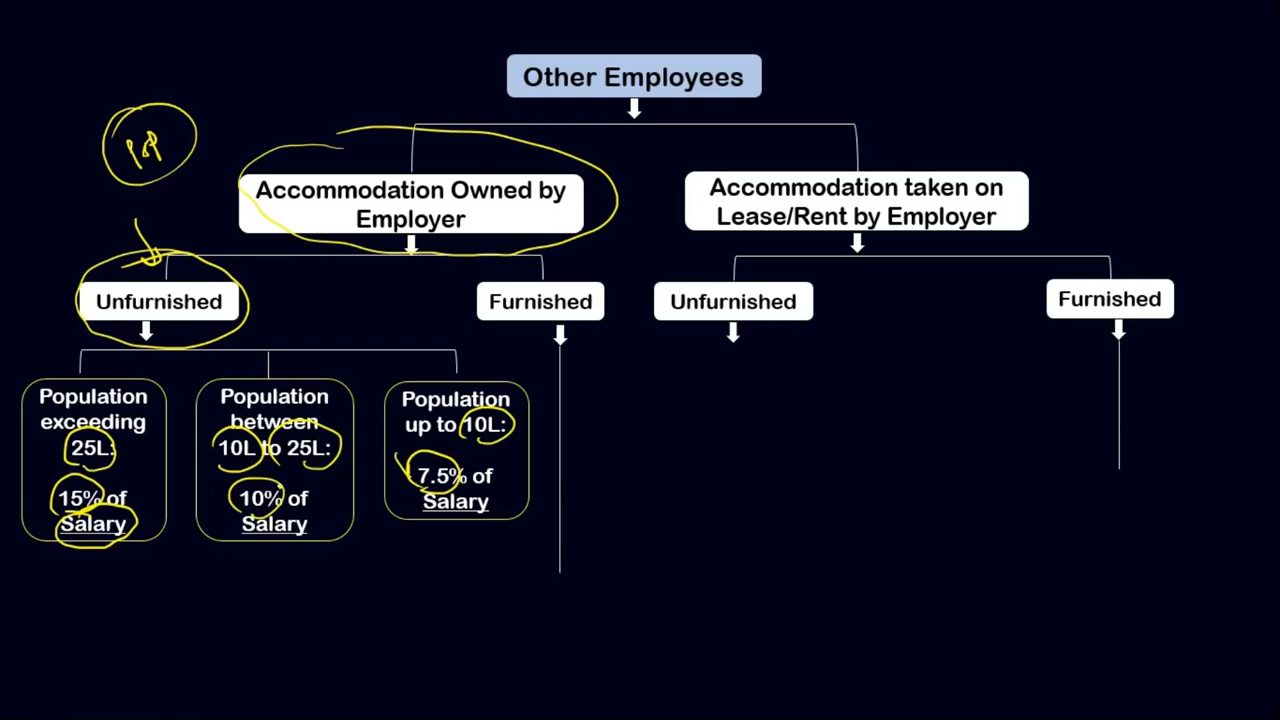 Other Employees
POP
Accommodation Owned by
Employer
Accommodation taken on
Lease/Rent by Employer
Unfurnished
Furnished
Unfurnished
Furnished
Population
exceeding
25L:
15% of
Salary
Population
between
10L to 25L:
10% of
Salary
Population
up to 10L:
7.5% of
Salary